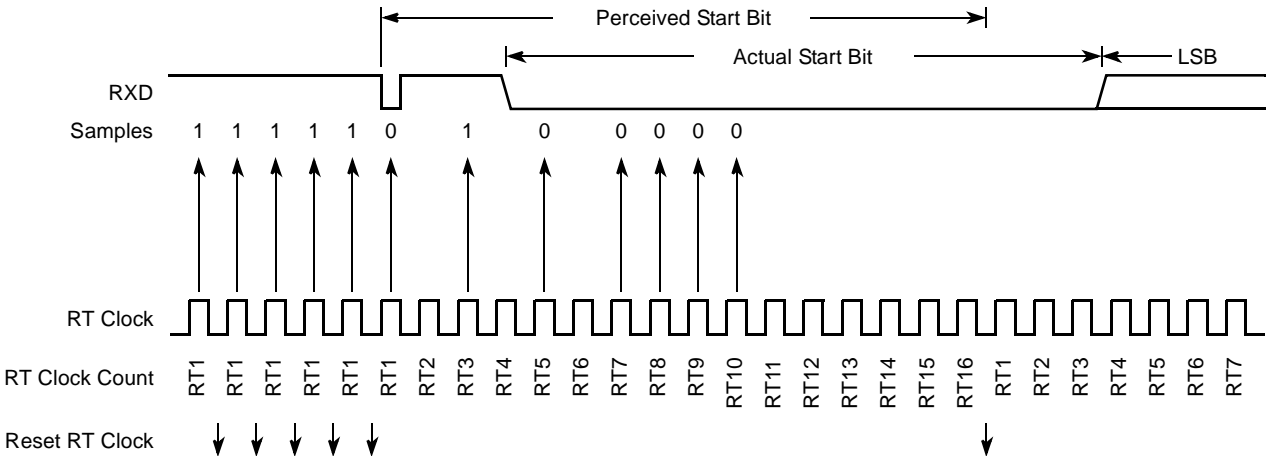 Perceived Start Bit
Actual Start Bit
LSB
RXD
Samples 1 1 1 1 1 0 1 0 0 0 0 0
RT Clock
RT Clock Count RT1 RT1 RT1 RT1 RT1 RT1 RT2 RT3 RT4 RT5 RT6 RT7 RT8 RT9 RT10 RT11 RT12 RT13 RT14 RT15 RT16 RT1 RT2 RT3 RT4 RT5 RT6 RT7
Reset RT Clock